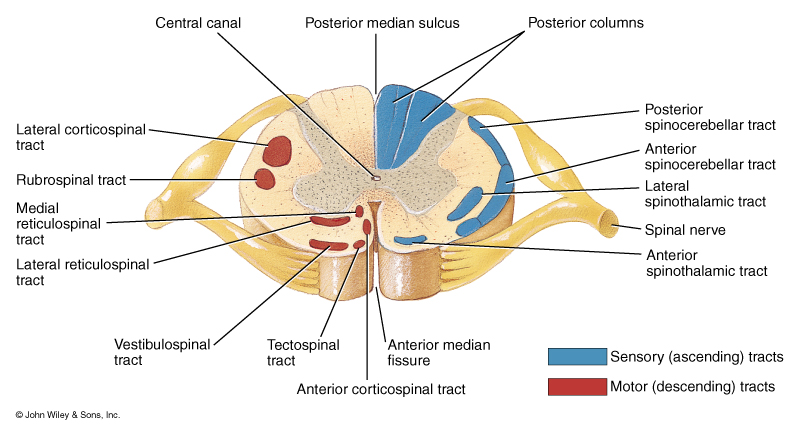 Central canal
Posterior median sulcus
Posterior columns
Lateral corticospinal
tract
Rubrospinal tract
Medial
reticulospinal
tract
Lateral reticulospinal
tract
Vestibulospinal
tract
Tectospinal
tract
Anterior corticospinal tract
Anterior median
fissure
Posterior
spinocerebellar tract
Anterior
spinocerebellar tract
Lateral
spinothalamic tract
Spinal nerve
Anterior
spinothalamic tract
Sensory (ascending) tracts
Motor (descending) tracts
© John Wiley & Sons, Inc.